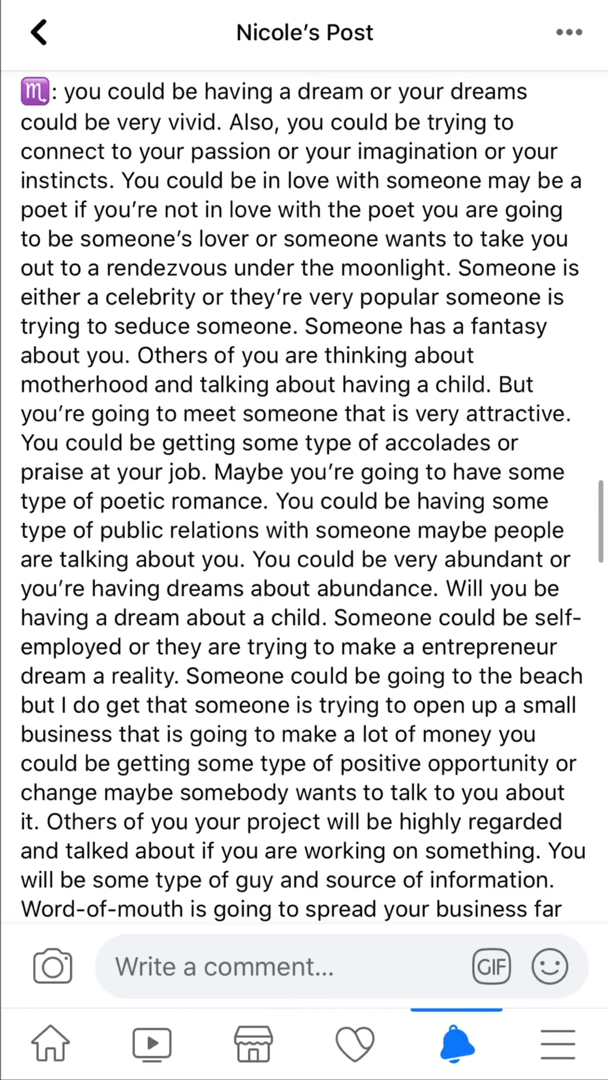 Nicole's Post
♏: you could be having a dream or your dreams
could be very vivid. Also, you could be trying to
connect to your passion or your imagination or your
instincts. You could be in love with someone may be a
poet if you're not in love with the poet you are going
to be someone's lover or someone wants to take you
out to a rendezvous under the moonlight. Someone is
either a celebrity or they're very popular someone is
trying to seduce someone. Someone has a fantasy
about you. Others of you are thinking about
motherhood and talking about having a child. But
you're going to meet someone that is very attractive.
You could be getting some type of accolades or
praise at your job. Maybe you're going to have some
type of poetic romance. You could be having some
type of public relations with someone maybe people
are talking about you. You could be very abundant or
you're having dreams about abundance. Will you be
having a dream about a child. Someone could be self-
employed or they are trying to make a entrepreneur
dream a reality. Someone could be going to the beach
but I do get that someone is trying to open up a small
business that is going to make a lot of money you
could be getting some type of positive opportunity or
change maybe somebody wants to talk to you about
it. Others of you your project will be highly regarded
and talked about if you are working on something. You
will be some type of guy and source of information.
Word-of-mouth is going to spread your business far
Write a comment...
GIF